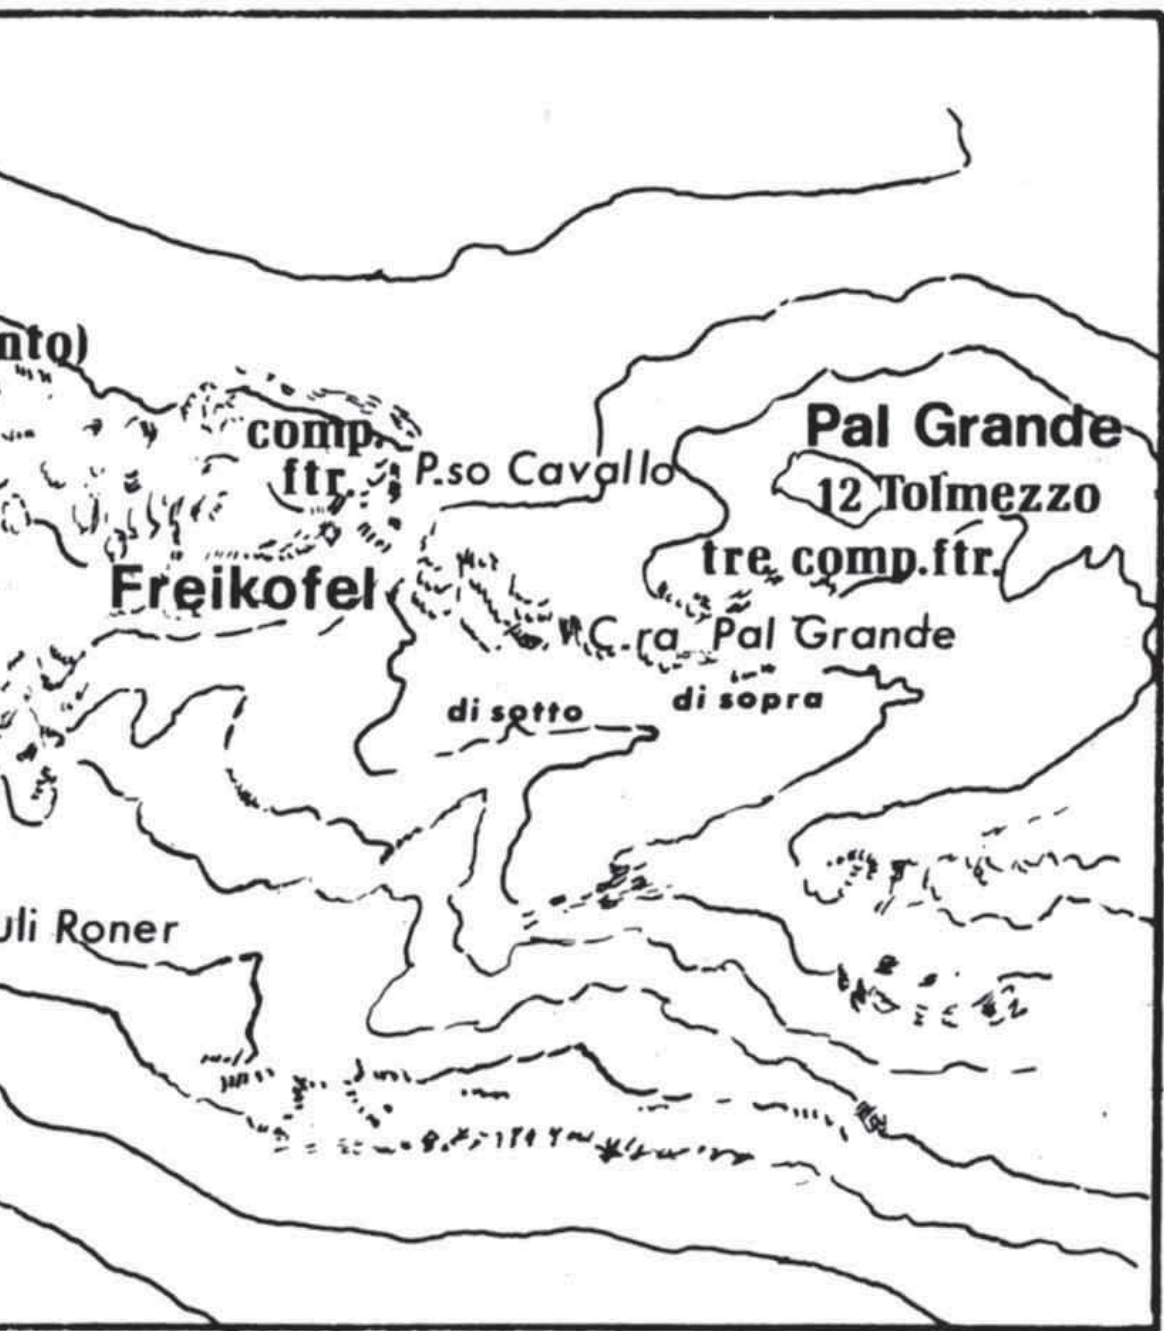 nto)
comp.
ftr.
P.so Cavallo
Pal Grande
12 Tolmezzo
tre comp.ftr.
Freikofel
C.ra Pal Grande
di sotto
di sopra
uli Roner